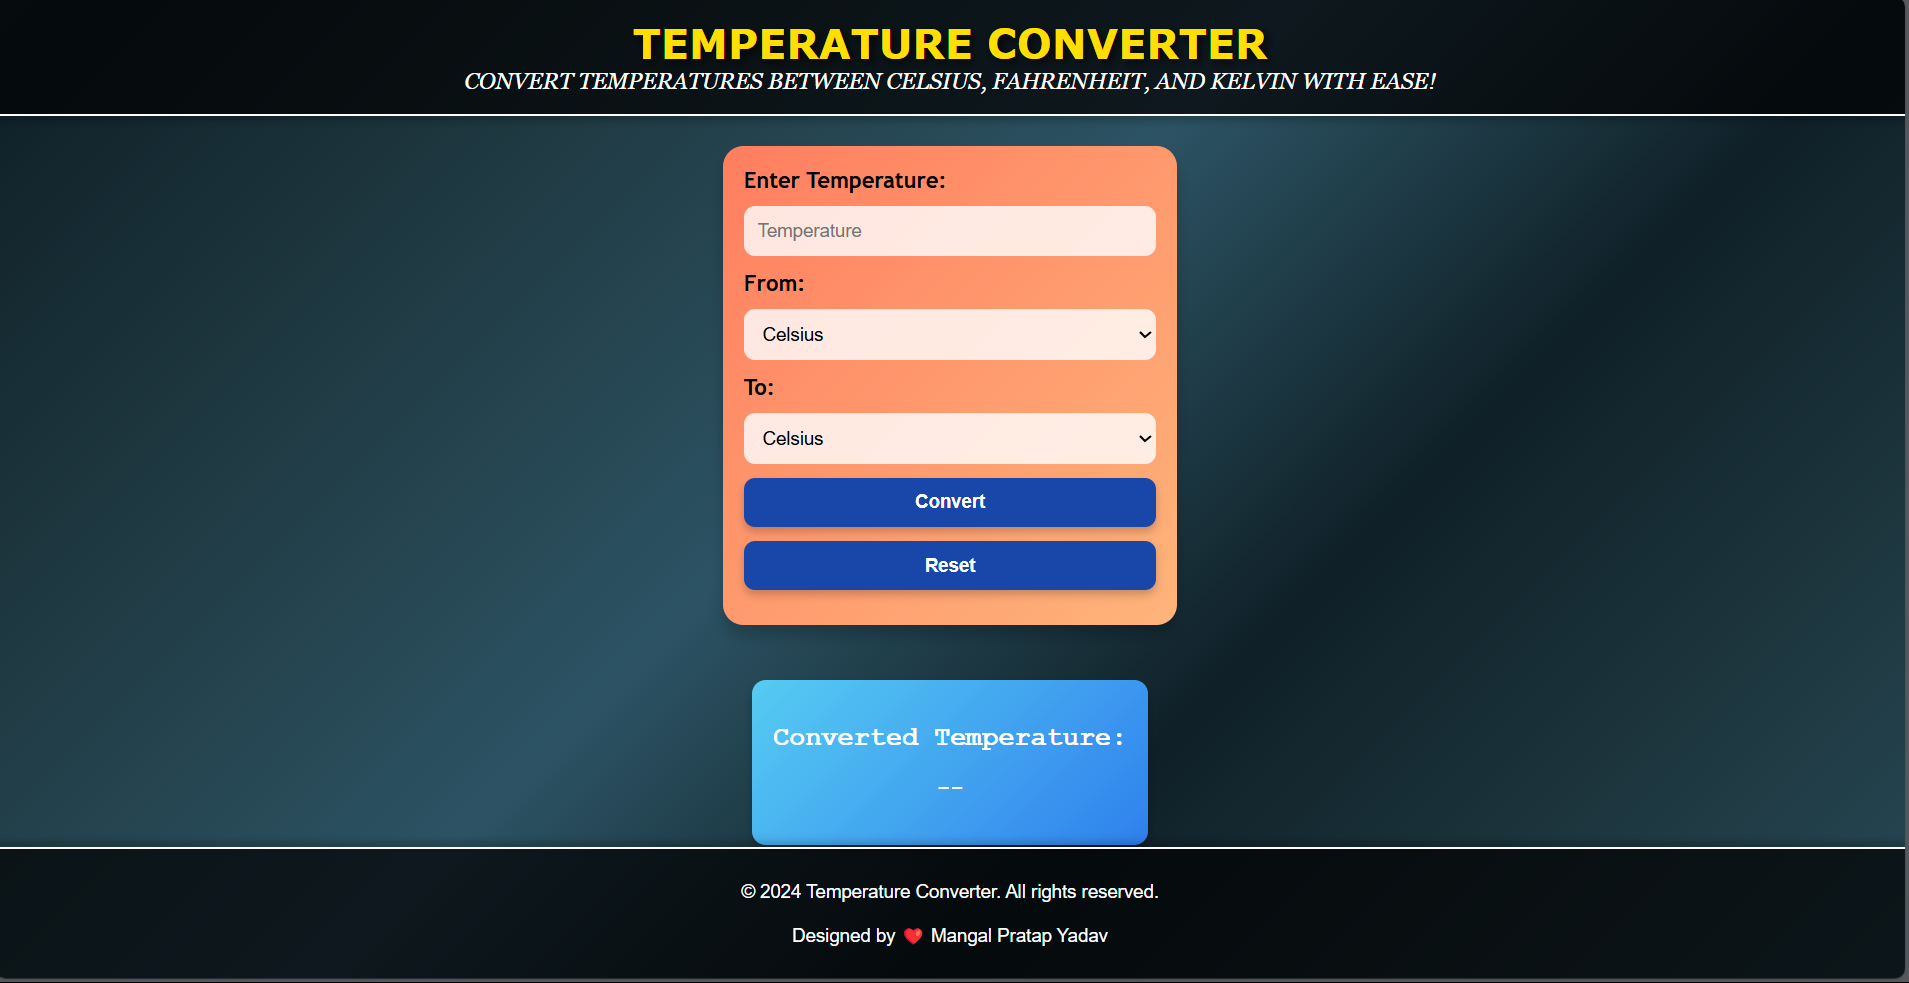 TEMPERATURE CONVERTER
CONVERT TEMPERATURES BETWEEN CELSIUS, FAHRENHEIT, AND KELVIN WITH EASE!
Enter Temperature:
Temperature
From:
Celsius
To:
Celsius
Convert
Reset
Converted Temperature:
--
© 2024 Temperature Converter. All rights reserved.
Designed by ❤️ Mangal Pratap Yadav